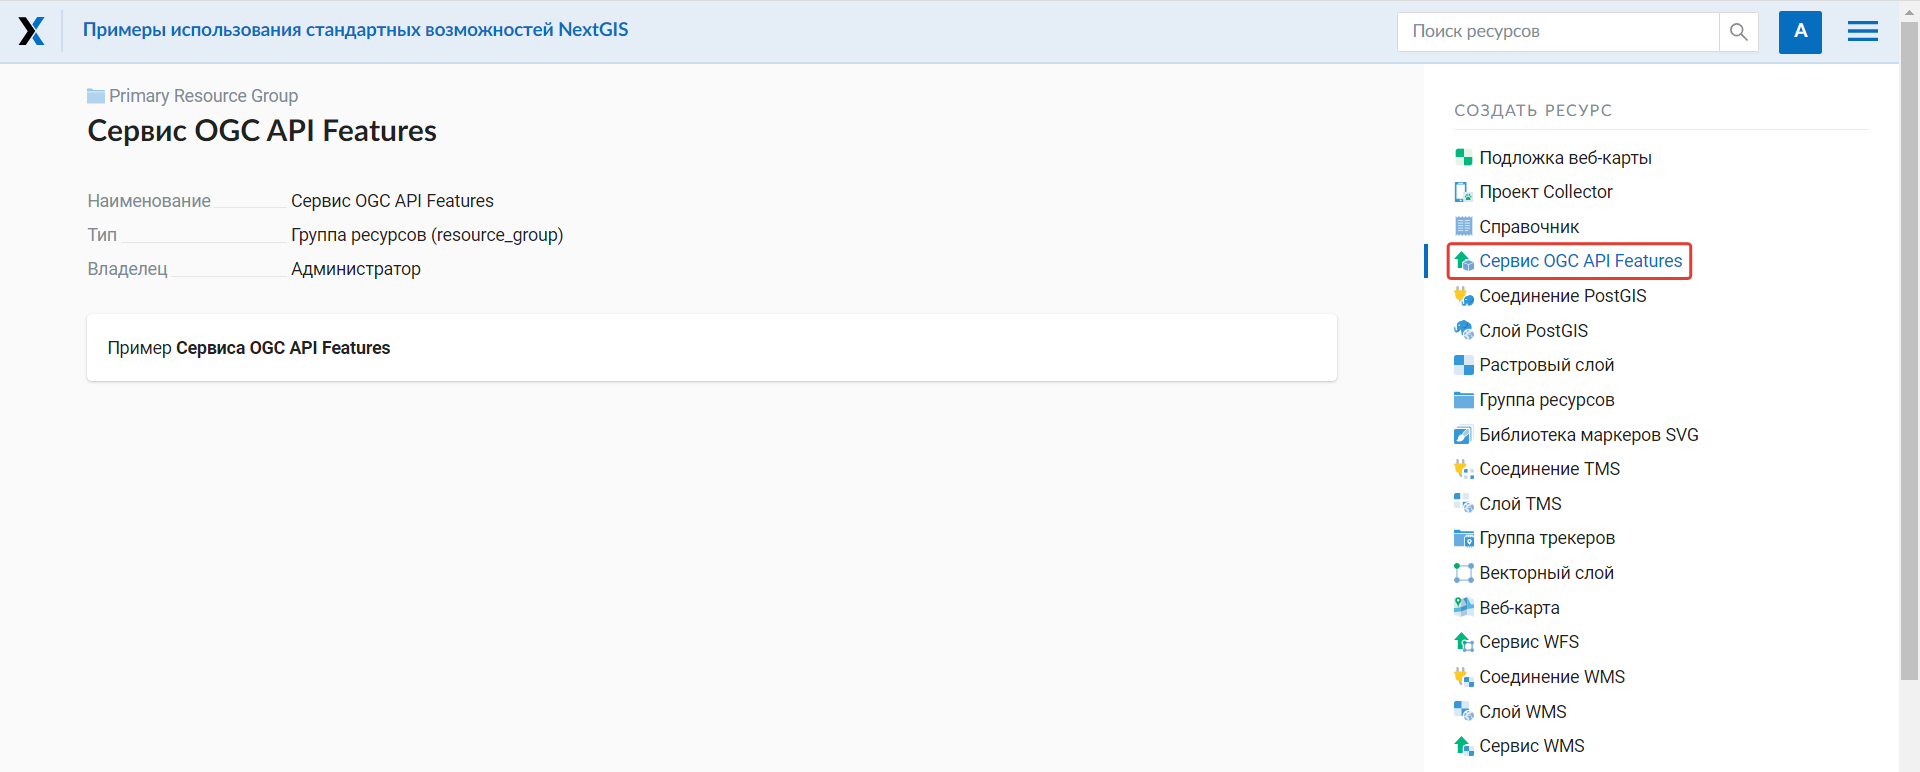 Примеры использования стандартных возможностей NextGIS
Поиск ресурсов
A
Primary Resource Group
Сервис OGC API Features
Наименование Сервис OGC API Features
Тип Группа ресурсов (resource_group)
Владелец Администратор
Пример Сервиса OGC API Features
СОЗДАТЬ РЕСУРС
Подложка веб-карты
Проект Collector
Справочник
Сервис OGC API Features
Соединение PostGIS
Слой PostGIS
Растровый слой
Группа ресурсов
Библиотека маркеров SVG
Соединение TMS
Слой TMS
Группа трекеров
Векторный слой
Веб-карта
Сервис WFS
Соединение WMS
Слой WMS
Сервис WMS